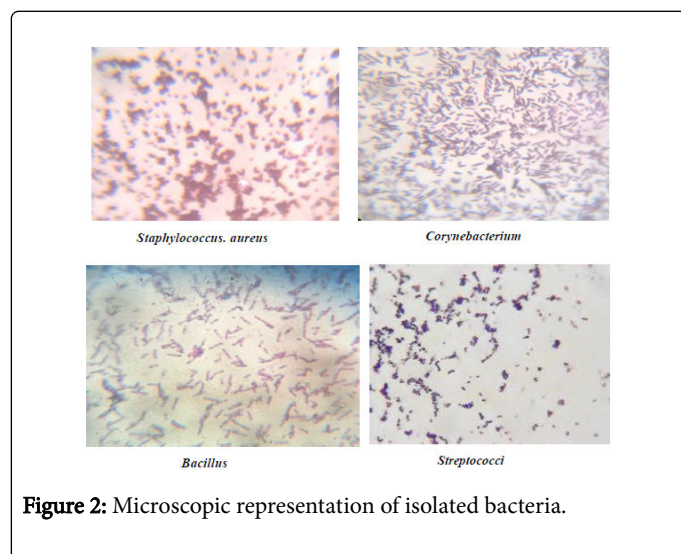 Staphylococcus. aureus
Corynebacterium
Bacillus
Streptococci
Figure 2: Microscopic representation of isolated bacteria.